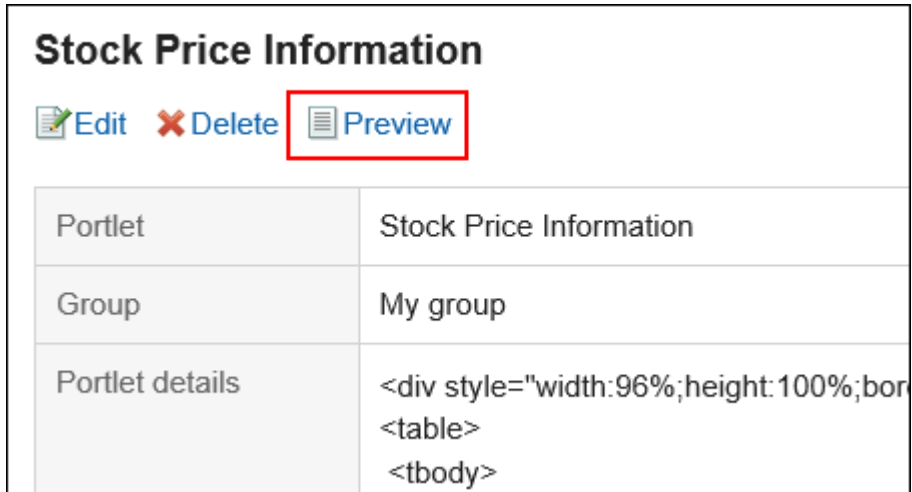 Stock Price Information
Edit Delete Preview
Portlet Stock Price Information
Group My group
Portlet details <div style="width:96%;height:100%;bor
<table>
<tbody>